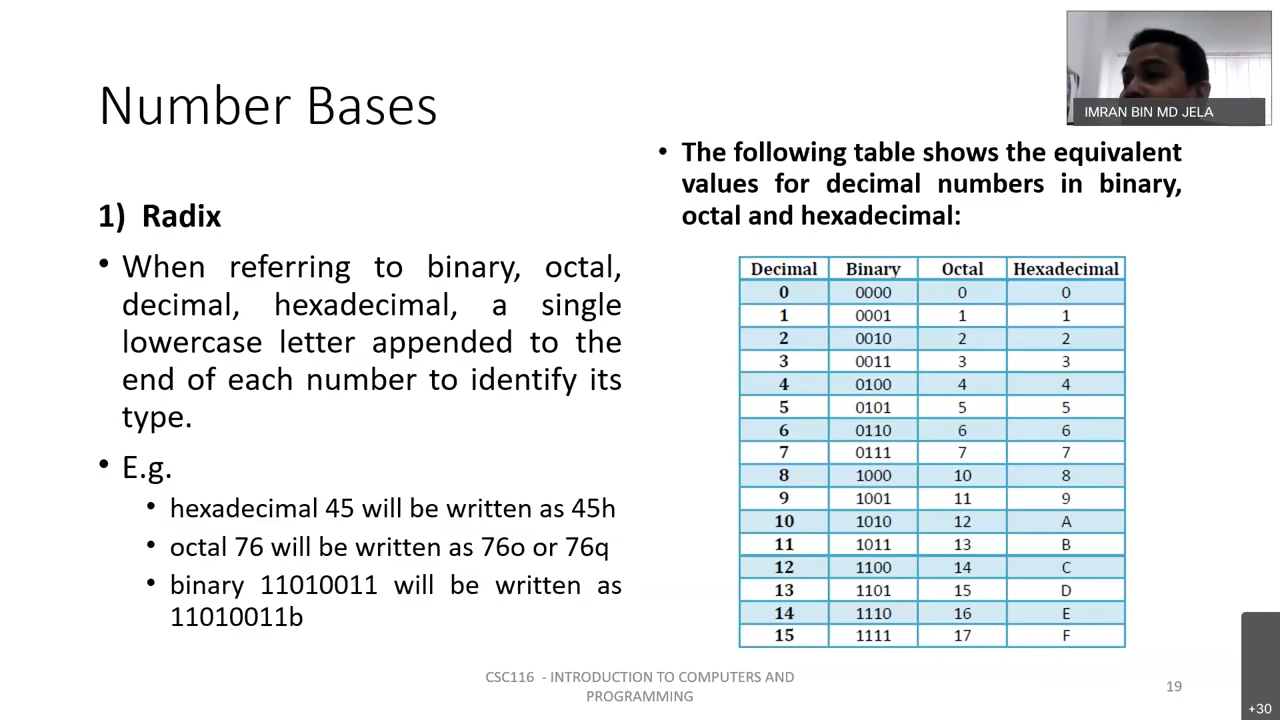 IMRAN BIN MD JELA
Number Bases
1) Radix
• When referring to binary, octal,
decimal, hexadecimal, a single
lowercase letter appended to the
end of each number to identify its
type.
• E.g.
• hexadecimal 45 will be written as 45h
• octal 76 will be written as 76o or 76q
• binary 11010011 will be written as
11010011b
• The following table shows the equivalent
values for decimal numbers in binary,
octal and hexadecimal:
Decimal Binary Octal Hexadecimal
0 0000 0 0
1 0001 1 1
2 0010 2 2
3 0011 3 3
4 0100 4 4
5 0101 5 5
6 0110 6 6
7 0111 7 7
8 1000 10 8
9 1001 11 9
10 1010 12 A
11 1011 13 B
12 1100 14 C
13 1101 15 D
14 1110 16 E
15 1111 17 F
CSC116 - INTRODUCTION TO COMPUTERS AND
PROGRAMMING
19
+30